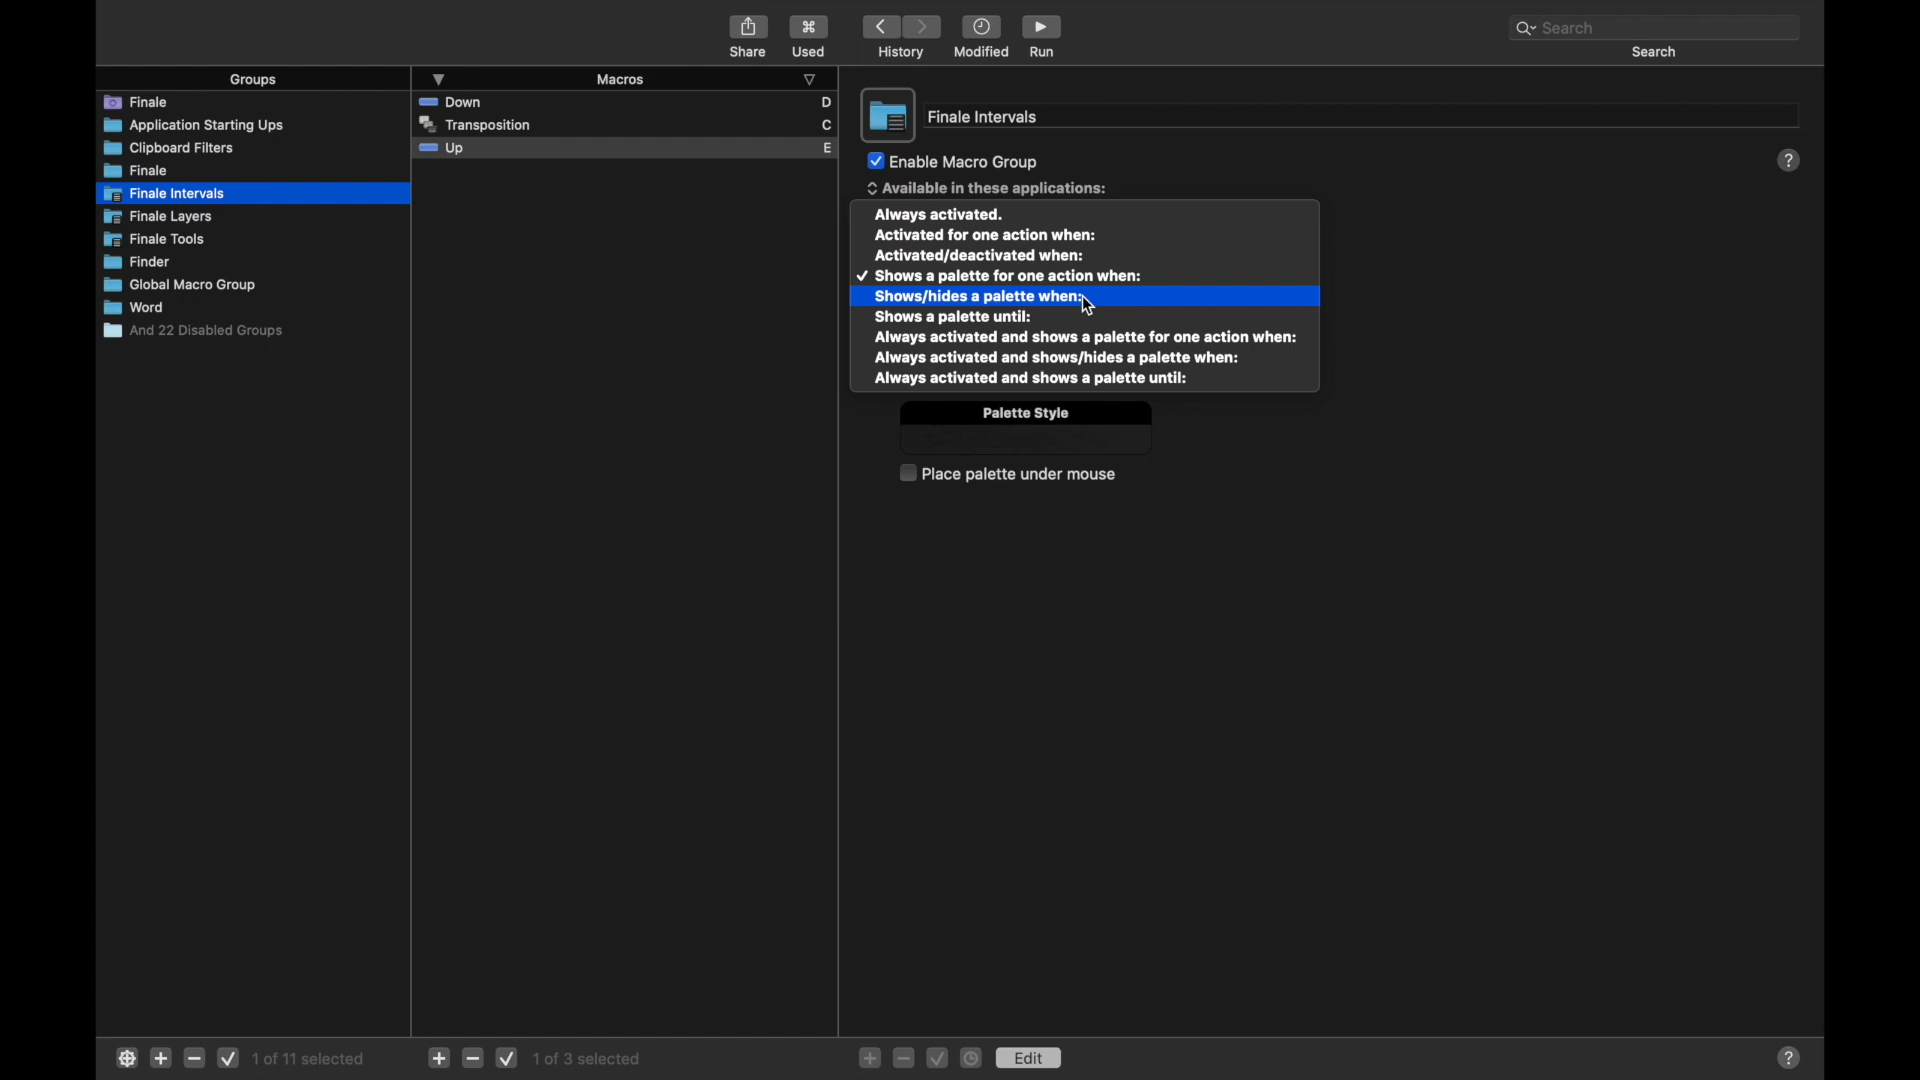 Share
Used
History
Modified
Run
Search
Search
Groups
Macros
Finale
Application Starting Ups
Clipboard Filters
Finale
Finale Intervals
Finale Layers
Finale Tools
Finder
Global Macro Group
Word
And 22 Disabled Groups
Down D
Transposition C
Up E
Finale Intervals
Enable Macro Group
?
Available in these applications:
Always activated.
Activated for one action when:
Activated/deactivated when:
✓ Shows a palette for one action when:
Shows/hides a palette when:
Shows a palette until:
Always activated and shows a palette for one action when:
Always activated and shows/hides a palette when:
Always activated and shows a palette until:
Palette Style
Place palette under mouse
1 of 11 selected
1 of 3 selected
Edit
?